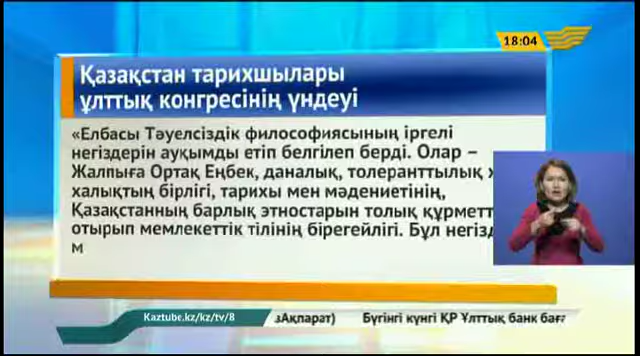 18:04
Қазақстан тарихшылары
ұлттық конгресінің үндеуі
«Елбасы Тәуелсіздік философиясының іргелі
негіздерін ауқымды етіп белгілеп берді. Олар –
Жалпыға Ортақ Еңбек, даналық, толеранттылық
халықтың бірлігі, тарихы мен мәдениетінің,
Қазақстанның барлық этностарын толық құрметт
отырып мемлекеттік тілінің бірегейлігі. Бұл негізд
м
Kaztube.kz/kz/tv/8
зАқпарат) Бүгінгі күнгі ҚР Ұлттық банк баға